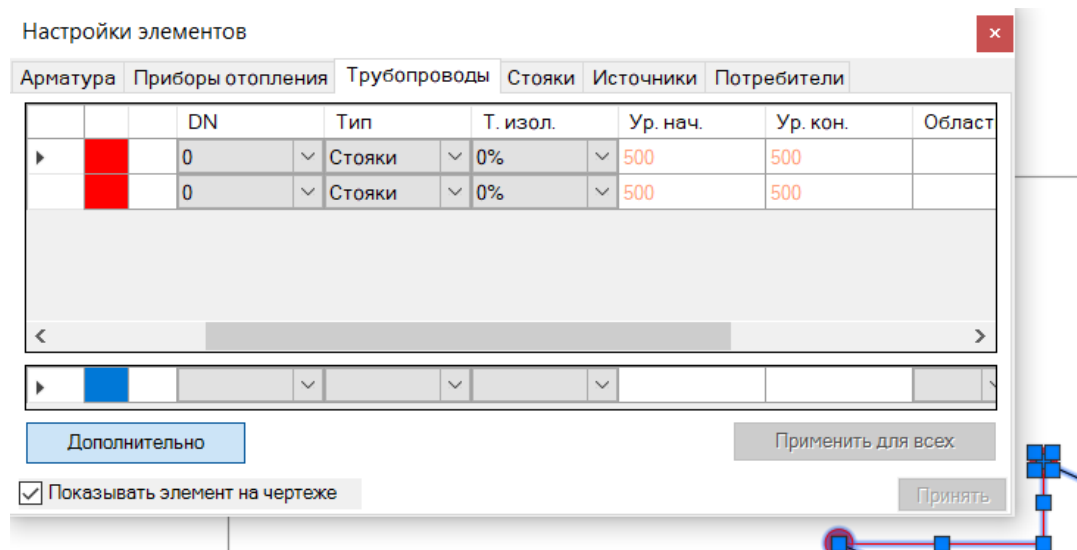 Настройки элементов
Арматура Приборы отопления Трубопроводы Стояки Источники Потребители
DN Тип Т. изол. Ур. нач. Ур. кон. Област
0 Стояки 0% 500 500
0 Стояки 0% 500 500
Дополнительно Применить для всех
Показывать элемент на чертеже Принять